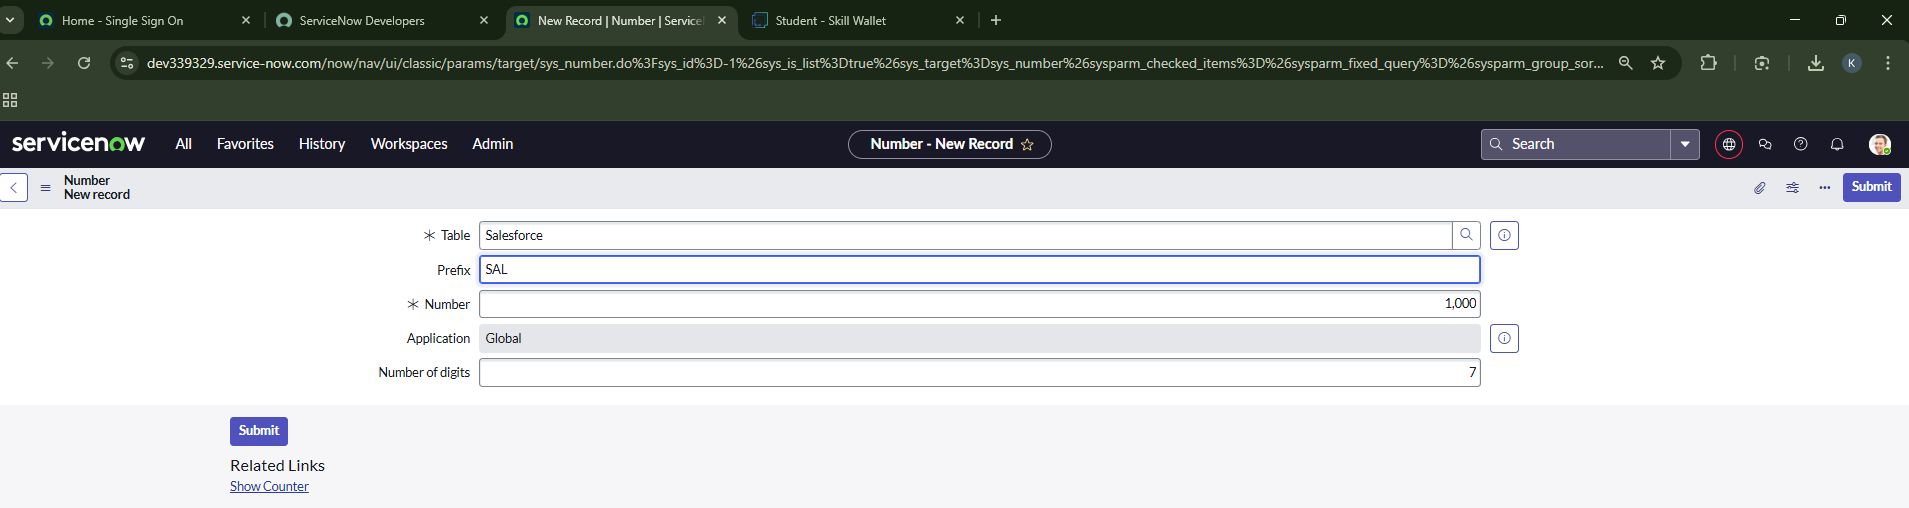 Home - Single Sign On
ServiceNow Developers
New Record | Number | Service
Student - Skill Wallet
dev339329.service-now.com/now/nav/ui/classic/params/target/sys_number.do%3Fsys_id%3D-1%26sys_is_list%3Dtrue%26sys_target%3Dsys_number%26sysparm_checked_items%3D%26sysparm_fixed_query%3D%26sysparm_group_sor...
K
servicenow
All Favorites History Workspaces Admin
Number - New Record
Search
Number
New record
Submit
* Table Salesforce
Prefix SAL
* Number 1,000
Application Global
Number of digits 7
Submit
Related Links
Show Counter